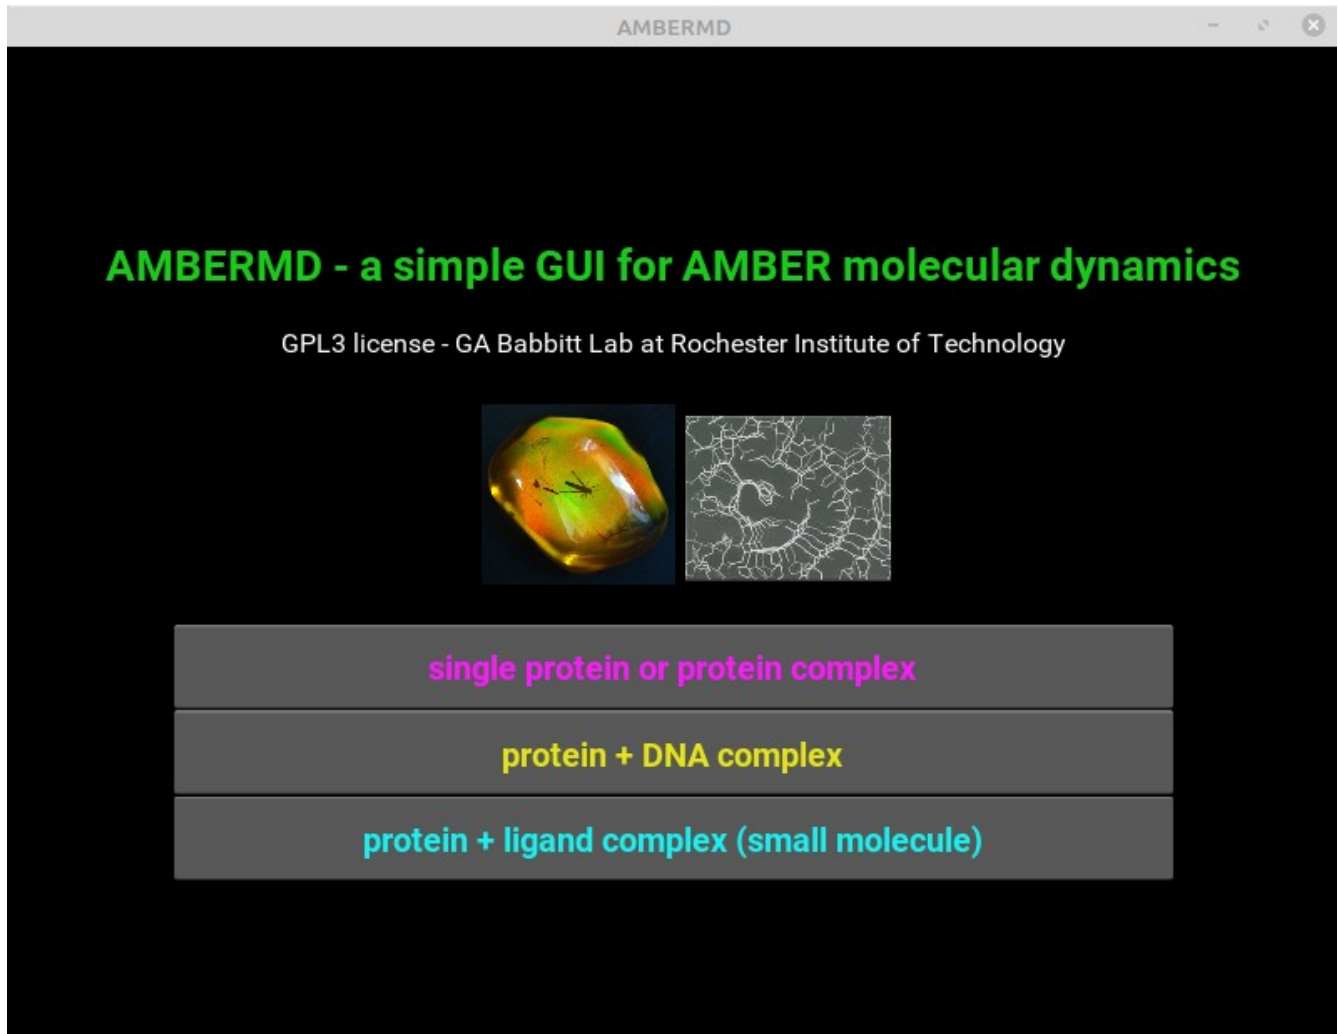 AMBERMD
AMBERMD - a simple GUI for AMBER molecular dynamics
GPL3 license - GA Babbitt Lab at Rochester Institute of Technology
single protein or protein complex
protein + DNA complex
protein + ligand complex (small molecule)